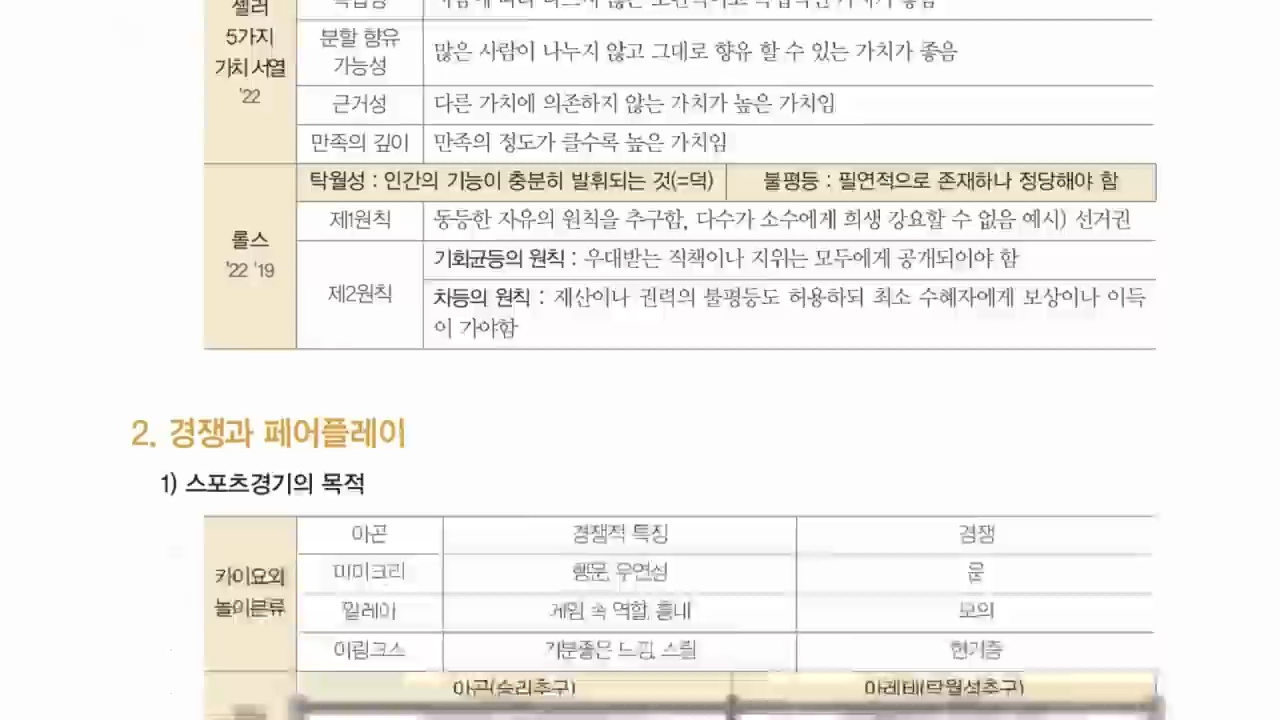 셸러
5가지
가치 서열
'22
분할 향유
가능성
많은 사람이 나누지 않고 그대로 향유 할 수 있는 가치가 좋음
근거성
다른 가치에 의존하지 않는 가치가 높은 가치임
만족의 깊이
만족의 정도가 클수록 높은 가치임
롤스
'22 '19
탁월성 : 인간의 기능이 충분히 발휘되는 것(=덕)
불평등 : 필연적으로 존재하나 정당해야 함
제1원칙
동등한 자유의 원칙을 추구함, 다수가 소수에게 희생 강요할 수 없음 예시) 선거권
제2원칙
기회균등의 원칙 : 우대받는 직책이나 지위는 모두에게 공개되어야 함
차등의 원칙 : 재산이나 권력의 불평등도 허용하되 최소 수혜자에게 보상이나 이득
이 가야함
2. 경쟁과 페어플레이
1) 스포츠경기의 목적
카이요와
놀이분류
아곤
경쟁적 특징
경쟁
미미크리
행운, 우연성
운
알레아
게임 속 역할, 흉내
모의
이링크스
기분좋은 느낌, 스릴
현기증
아곤(승리추구)
아레테(탁월성추구)